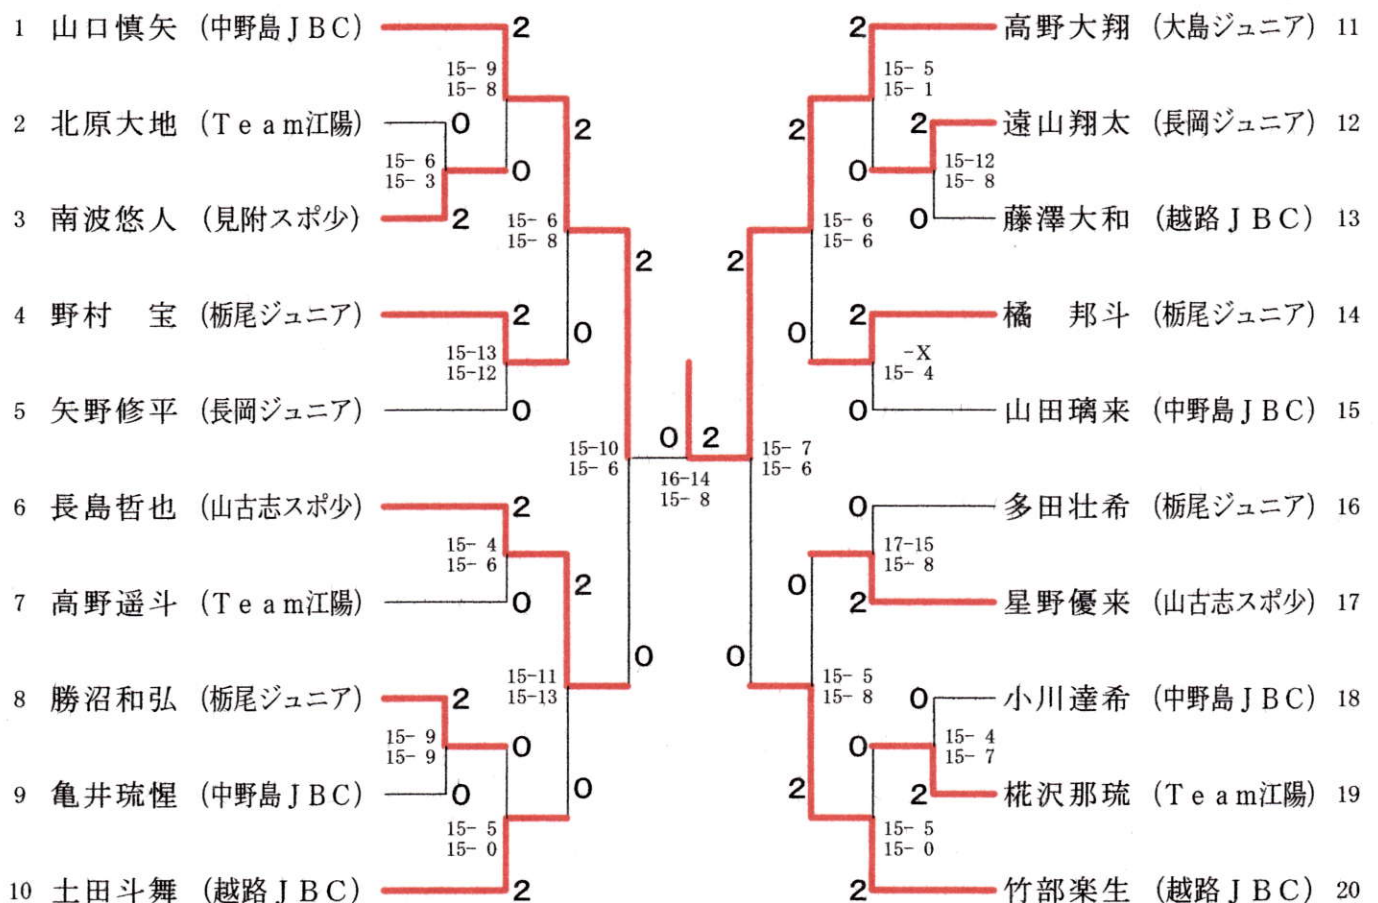 1 山口慎矢 (中野島ＪＢＣ) 2
15- 9
15- 8
2 北原大地 (Ｔｅａｍ江陽) 0
2
15- 6
15- 3
0
3 南波悠人 (見附スポ少) 2
15- 6
15- 8
2
4 野村　宝 (栃尾ジュニア) 2
0
15-13
15-12
5 矢野修平 (長岡ジュニア) 0
15-10
15- 6
6 長島哲也 (山古志スポ少) 2
15- 4
15- 6
2
7 高野遥斗 (Ｔｅａｍ江陽) 0
0
15-11
15-13
8 勝沼和弘 (栃尾ジュニア) 2
15- 9
15- 9
0
9 亀井琉惺 (中野島ＪＢＣ) 0
0
15- 5
15- 0
10 土田斗舞 (越路ＪＢＣ) 2
0 2
16-14
15- 8
2 高野大翔 (大島ジュニア) 11
15- 5
15- 1
2
2 遠山翔太 (長岡ジュニア) 12
0
15-12
15- 8
0 藤澤大和 (越路ＪＢＣ) 13
15- 6
15- 6
2
2 橘　邦斗 (栃尾ジュニア) 14
0
-X
15- 4
0 山田璃来 (中野島ＪＢＣ) 15
15- 7
15- 6
0 多田壮希 (栃尾ジュニア) 16
17-15
15- 8
0
2 星野優来 (山古志スポ少) 17
0
15- 5
15- 8
0 小川達希 (中野島ＪＢＣ) 18
15- 4
15- 7
0
2 椛沢那琉 (Ｔｅａｍ江陽) 19
2
15- 5
15- 0
2 竹部楽生 (越路ＪＢＣ) 20